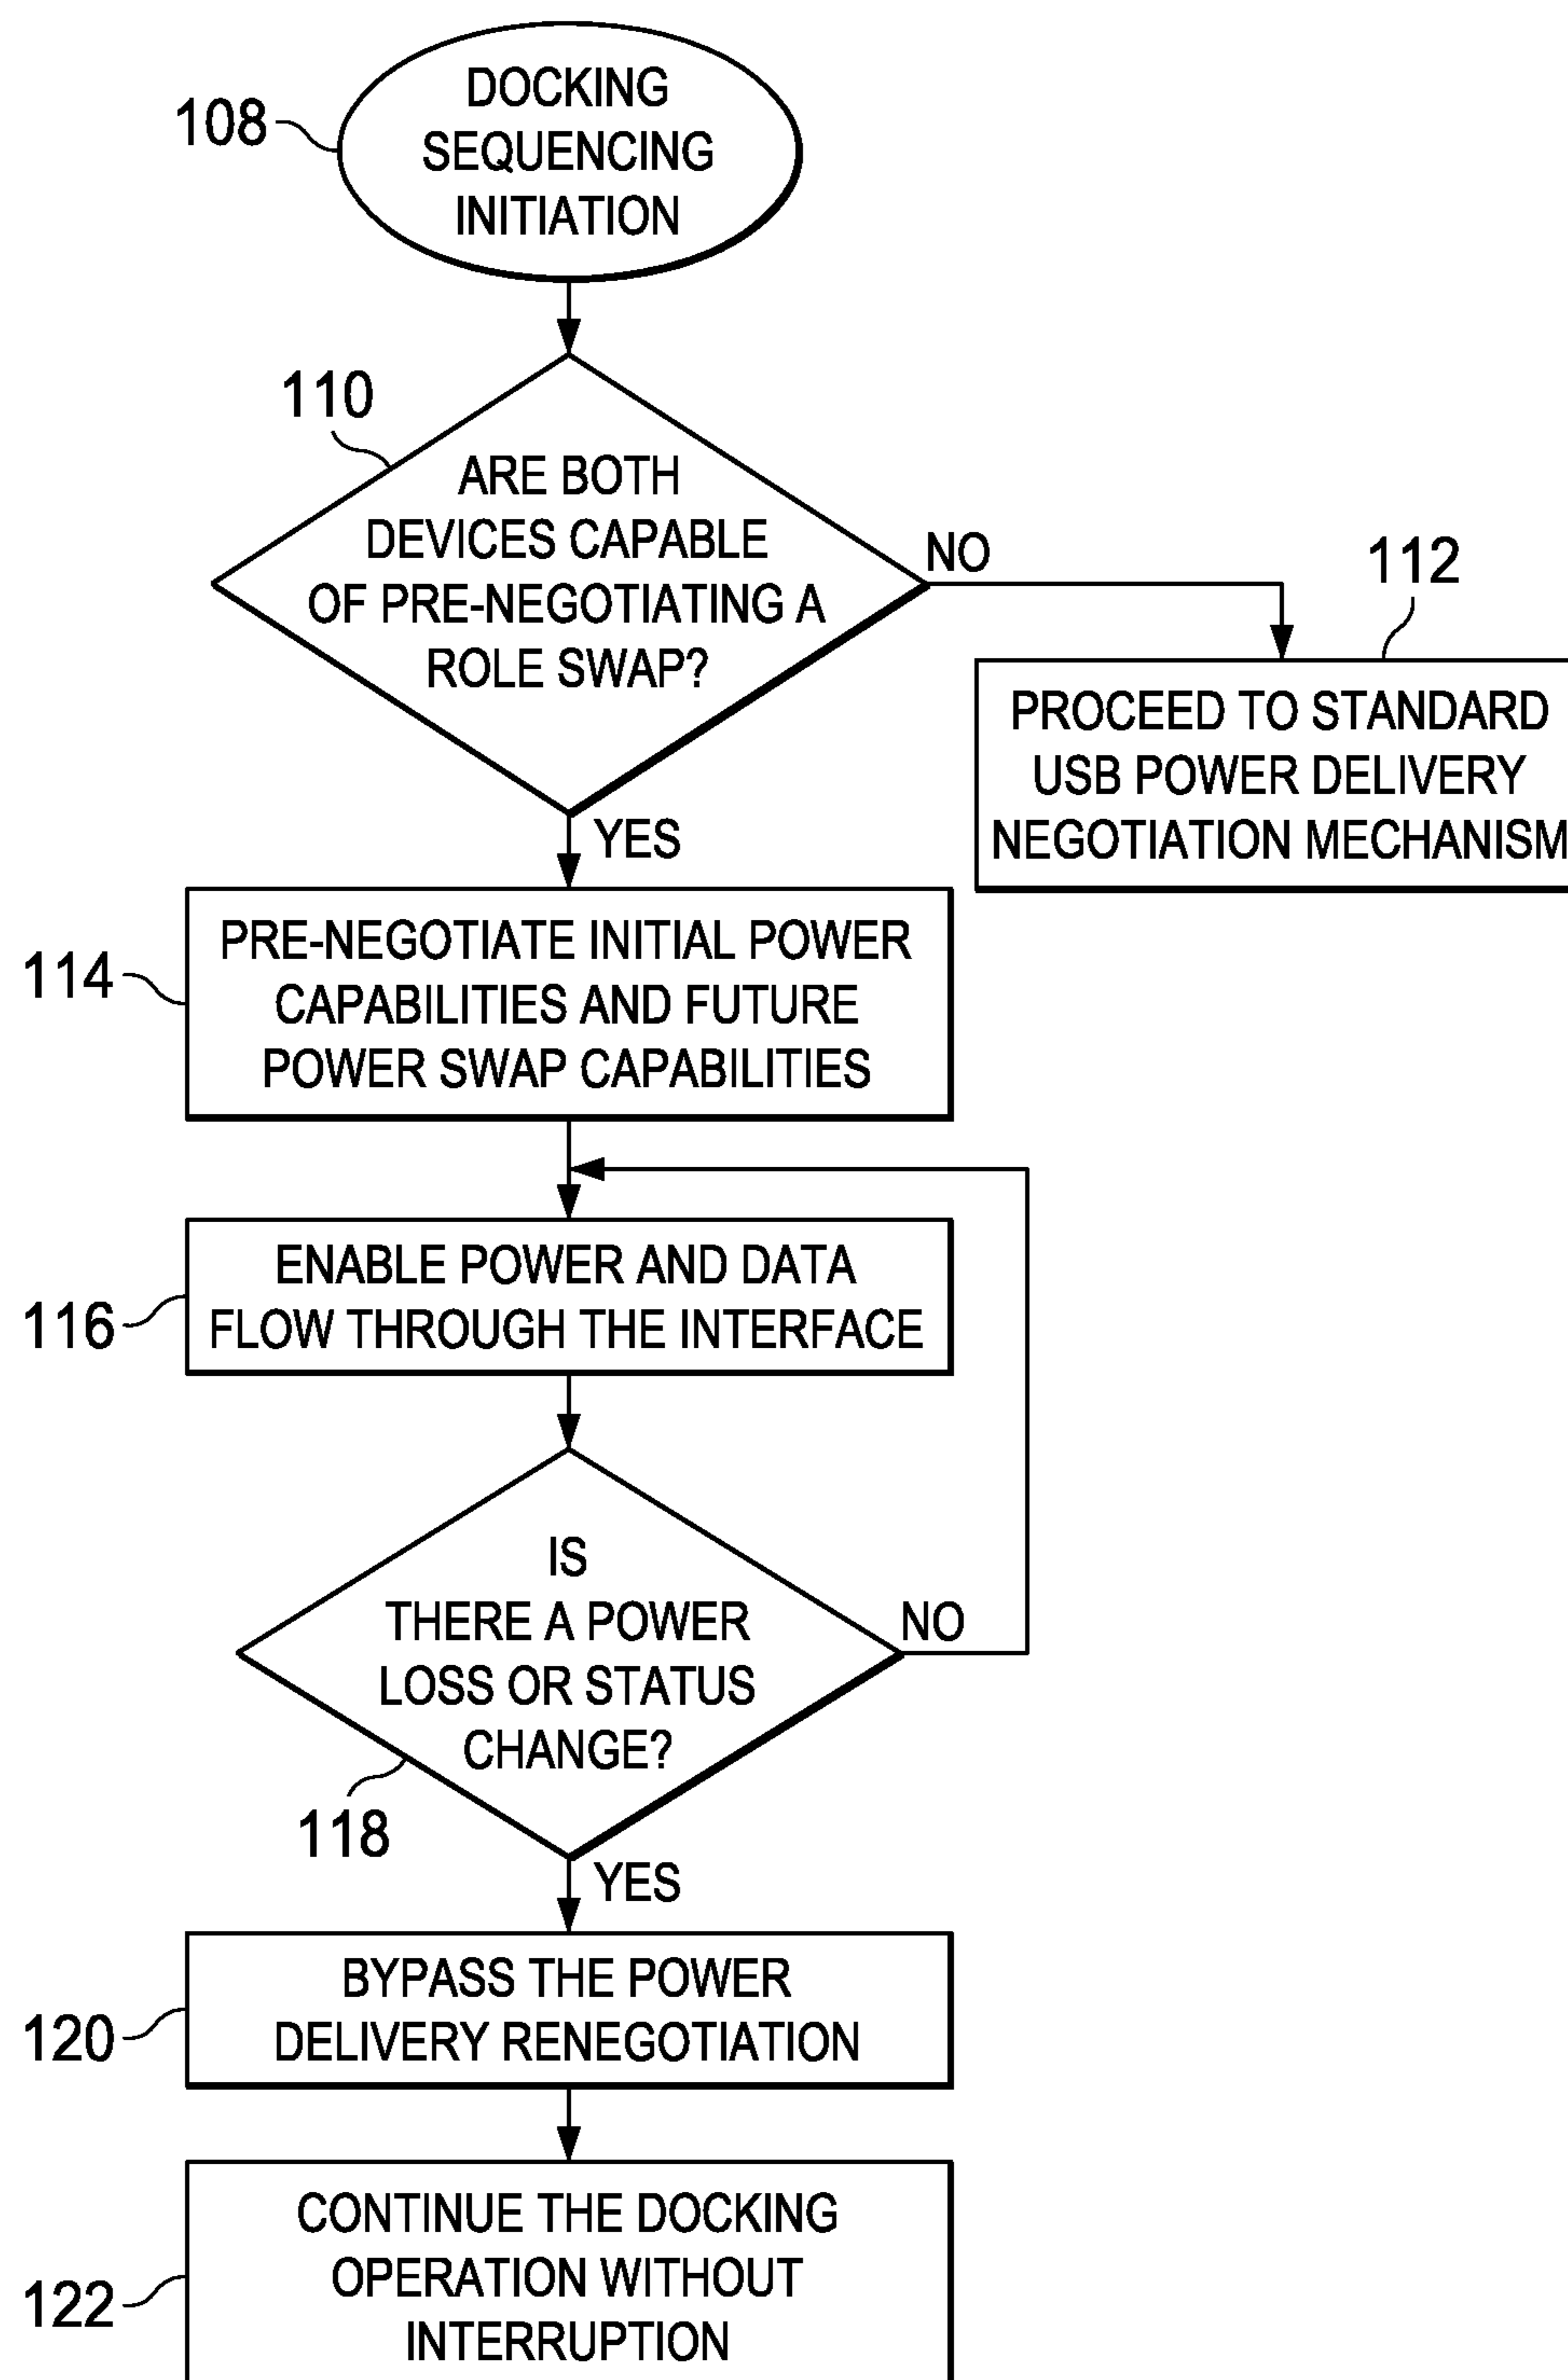 108
DOCKING
SEQUENCING
INITIATION
110
ARE BOTH
DEVICES CAPABLE
OF PRE-NEGOTIATING A
ROLE SWAP?
NO
112
PROCEED TO STANDARD
USB POWER DELIVERY
NEGOTIATION MECHANISM
YES
114
PRE-NEGOTIATE INITIAL POWER
CAPABILITIES AND FUTURE
POWER SWAP CAPABILITIES
116
ENABLE POWER AND DATA
FLOW THROUGH THE INTERFACE
IS
THERE A POWER
LOSS OR STATUS
CHANGE?
NO
118
YES
120
BYPASS THE POWER
DELIVERY RENEGOTIATION
122
CONTINUE THE DOCKING
OPERATION WITHOUT
INTERRUPTION